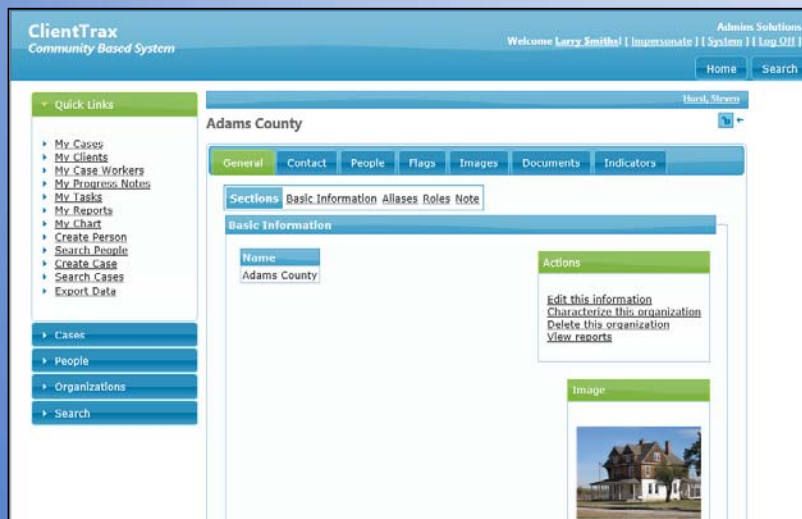 ClientTrax
Community Based System
Admins Solutions
Welcome Larry Smiths! [ Impersonate ] [ System ] [ Log Off ]
Home Search
Quick Links
My Cases
My Clients
My Case Workers
My Progress Notes
My Tasks
My Reports
My Chart
Create Person
Search People
Create Case
Search Cases
Export Data
Cases
People
Organizations
Search
Hurst, Steven
Adams County
General Contact People Flags Images Documents Indicators
Sections Basic Information Aliases Roles Note
Basic Information
Name
Adams County
Actions
Edit this information
Characterize this organization
Delete this organization
View reports
Image